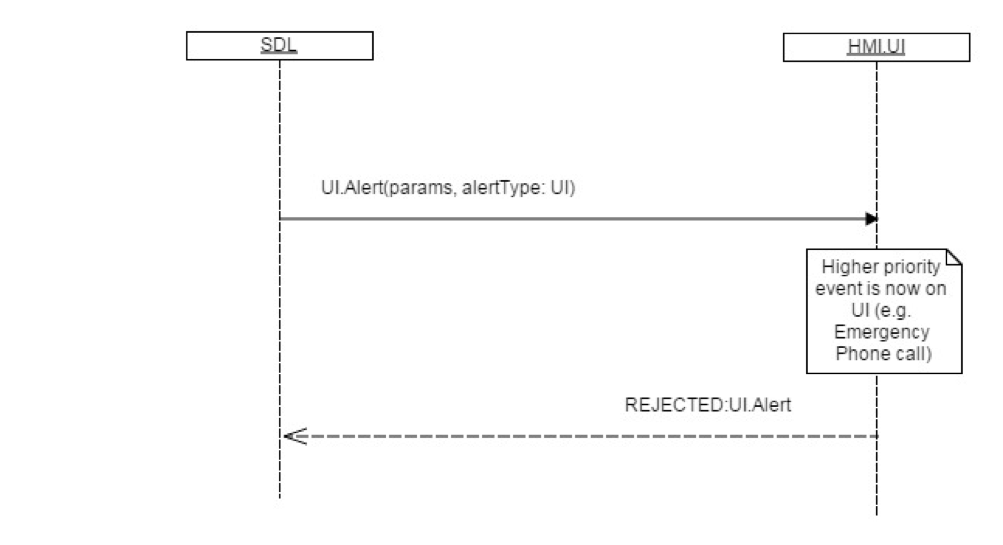 SDL
HMI.UI
UI.Alert(params, alertType: UI)
Higher priority
event is now on
UI (e.g.
Emergency
Phone call)
REJECTED:UI.Alert